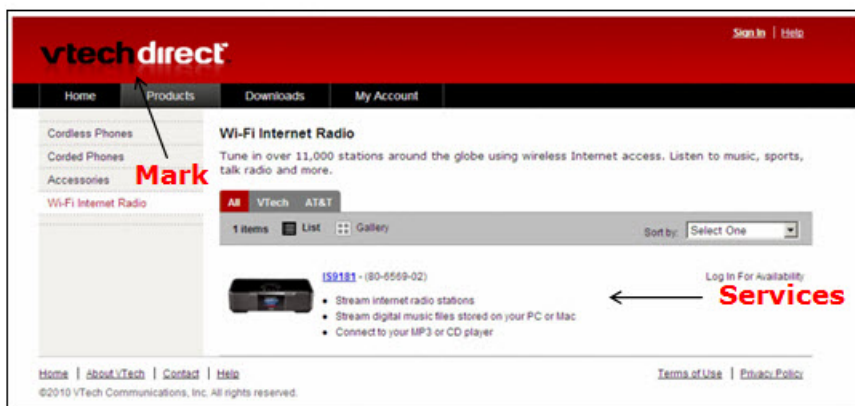 Sign In | Help
vtechdirect
Home Products Downloads My Account
Cordless Phones
Corded Phones
Accessories
Wi-Fi Internet Radio
Mark
Wi-Fi Internet Radio
Tune in over 11,000 stations around the globe using wireless Internet access. Listen to music, sports,
talk radio and more.
All VTech AT&T
1 items List Gallery Sort by: Select One
IS9181 - (80-6569-02) Log In For Availability
• Stream internet radio stations
• Stream digital music files stored on your PC or Mac
• Connect to your MP3 or CD player
Services
Home | About VTech | Contact | Help Terms of Use | Privacy Policy
©2010 VTech Communications, Inc. All rights reserved.